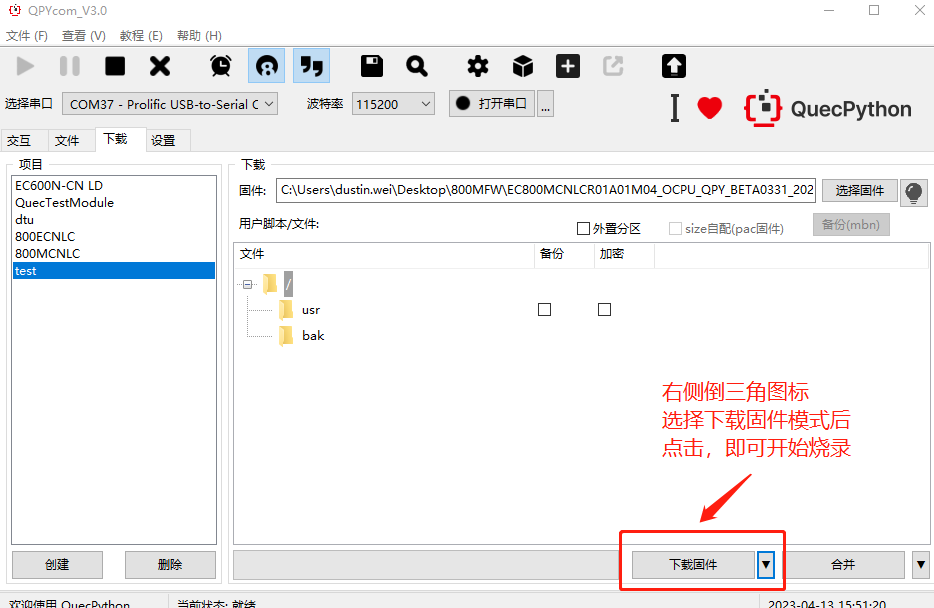 QPYcom_V3.0
文件 (F) 查看 (V) 教程 (E) 帮助 (H)
选择串口 COM37 - Prolific USB-to-Serial C 波特率 115200 打开串口 ...
QuecPython
交互 文件 下载 设置
项目
EC600N-CN LD
QuecTestModule
dtu
800ECNLC
800MCNLC
test
创建 删除
下载
固件: C:\Users\dustin.wei\Desktop\800MFW\EC800MCNLCR01A01M04_OCPU_QPY_BETA0331_202 选择固件
用户脚本/文件: 外置分区 size自配(pac固件) 备份(mbn)
文件 备份 加密
/
usr
bak
右侧倒三角图标
选择下载固件模式后
点击，即可开始烧录
下载固件 合并
欢迎使用 QuecPython 当前状态: 就绪 2023-04-13 15:51:20